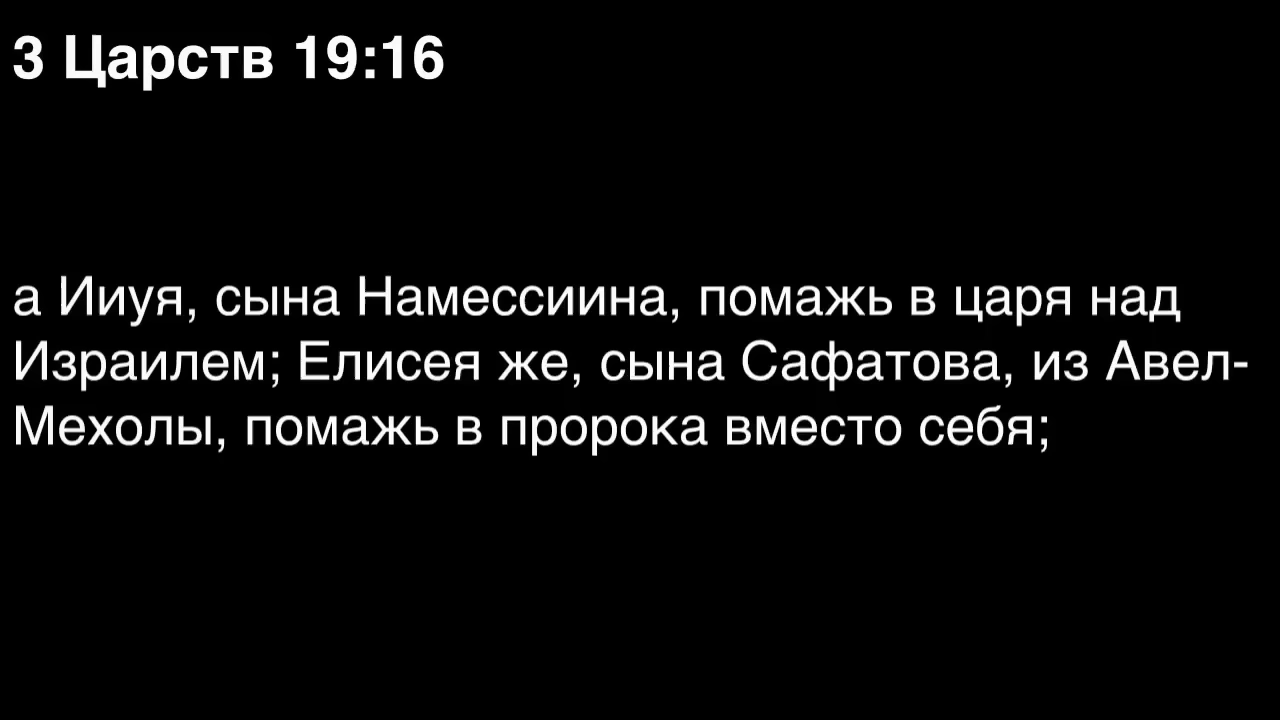 3 Царств 19:16
а Ииуя, сына Намессиина, помажь в царя над
Израилем; Елисея же, сына Сафатова, из Авел-
Мехолы, помажь в пророка вместо себя;